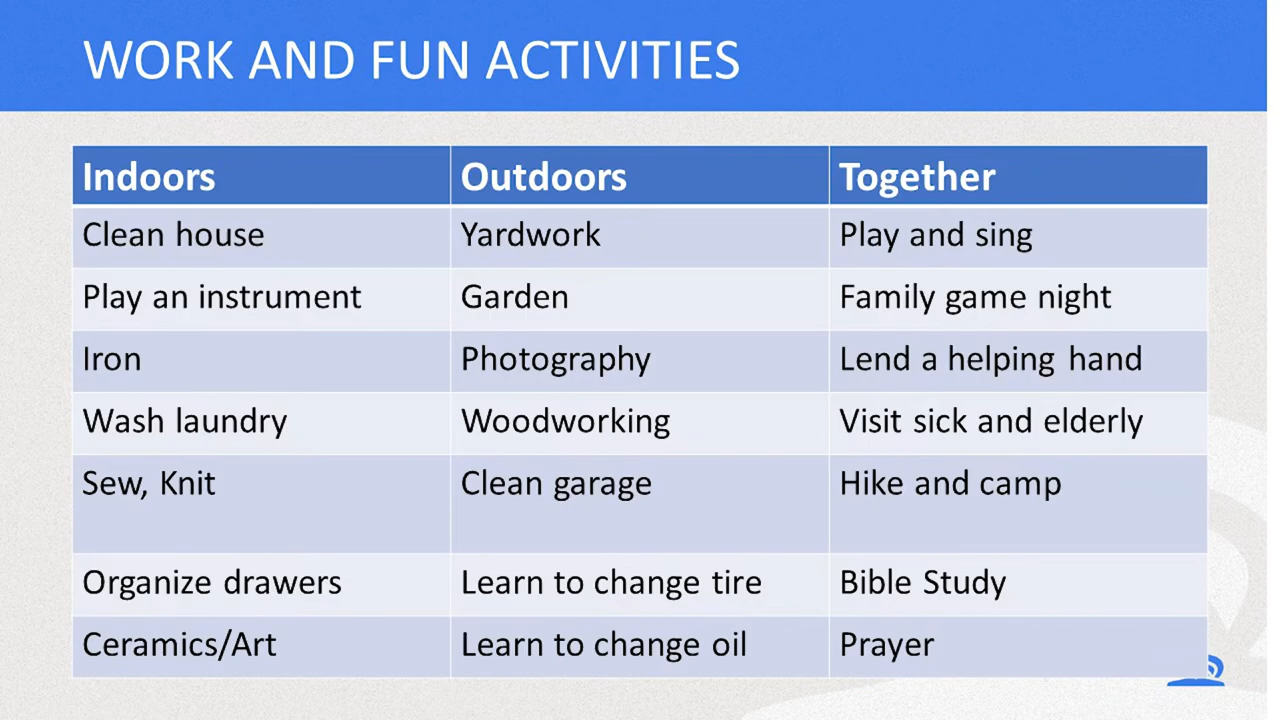 WORK AND FUN ACTIVITIES
Indoors Outdoors Together
Clean house Yardwork Play and sing
Play an instrument Garden Family game night
Iron Photography Lend a helping hand
Wash laundry Woodworking Visit sick and elderly
Sew, Knit Clean garage Hike and camp
Organize drawers Learn to change tire Bible Study
Ceramics/Art Learn to change oil Prayer